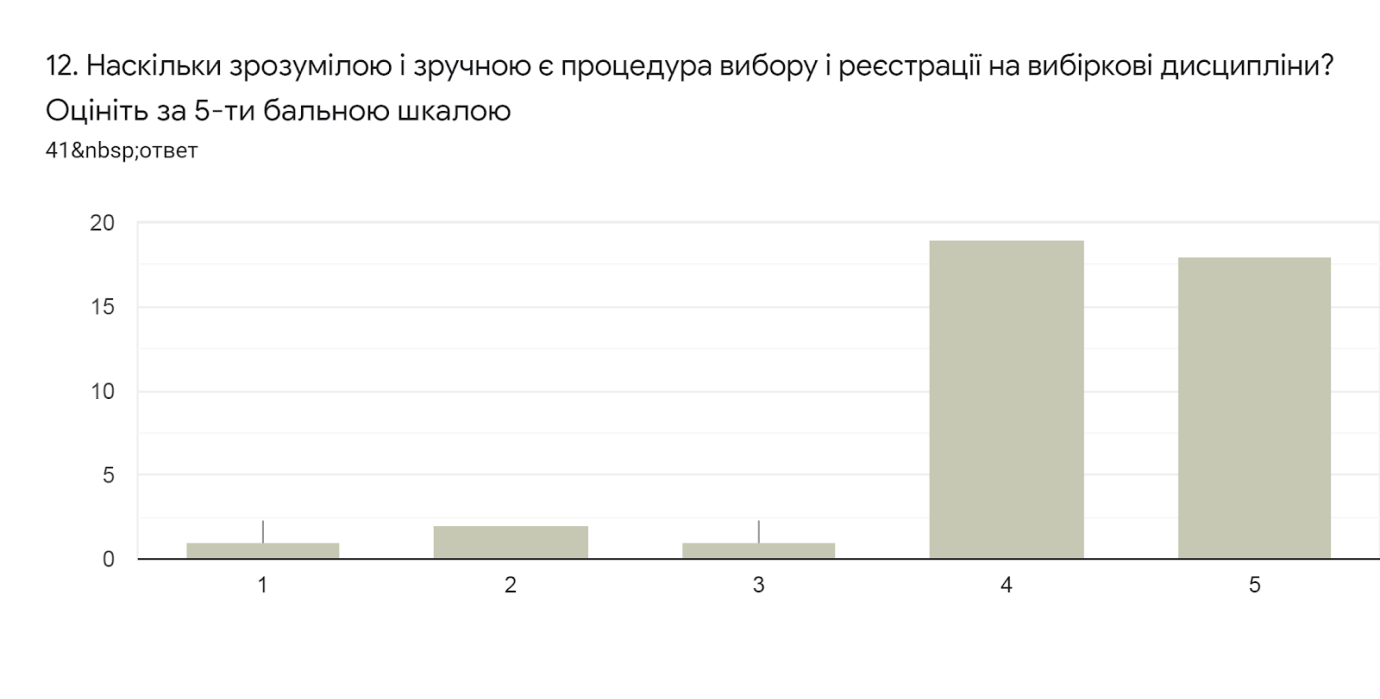 12. Наскільки зрозумілою і зручною є процедура вибору і реєстрації на вибіркові дисципліни?
Оцініть за 5-ти бальною шкалою
41&nbsp;ответ
20
15
10
5
0
1 2 3 4 5